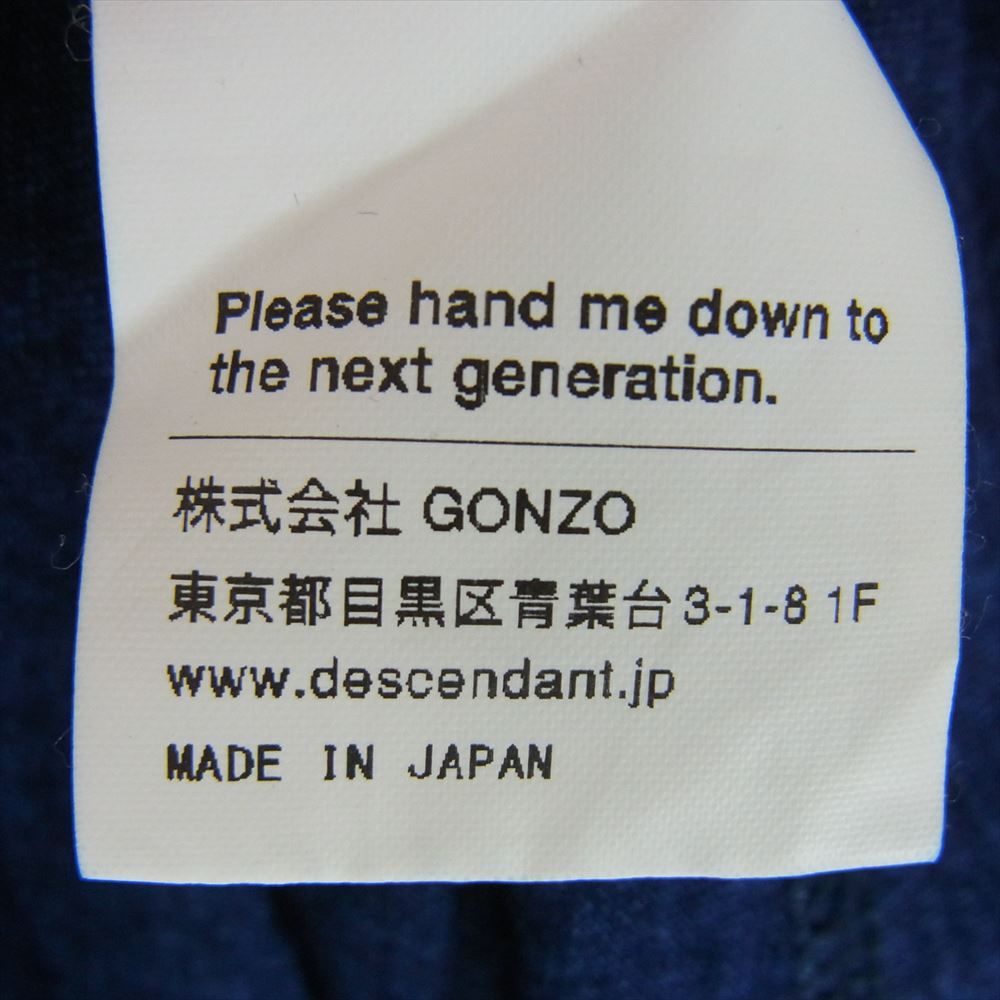 Please hand me down to
the next generation.
株式会社 GONZO
東京都目黒区青葉台3-1-8 1F
www.descendant.jp
MADE IN JAPAN